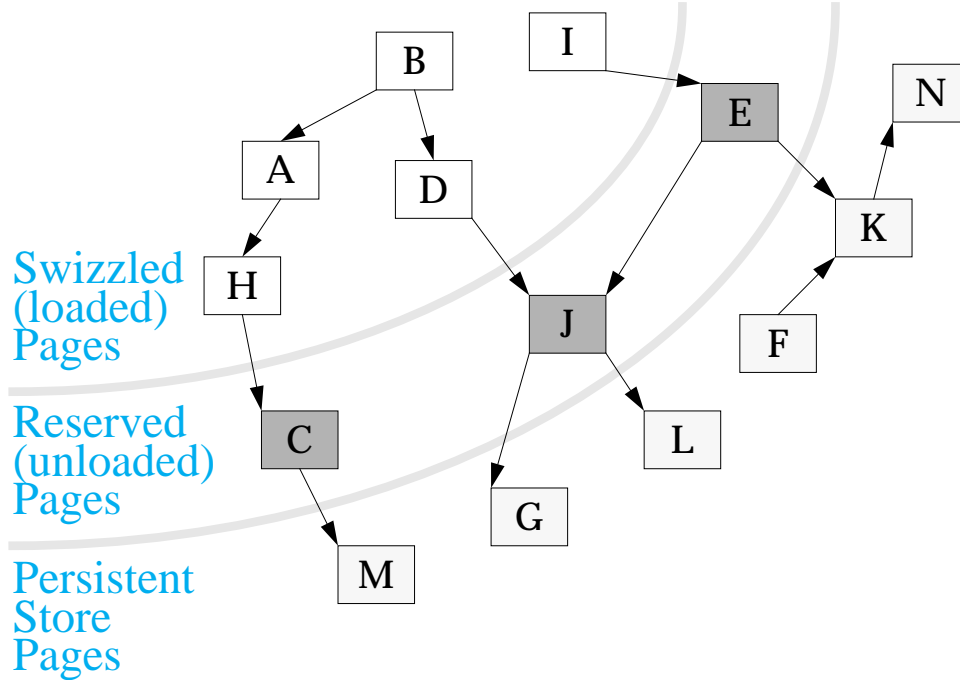 I
B
N
E
A
D
K
Swizzled
(loaded)
Pages
H
J
F
Reserved
(unloaded)
Pages
C
L
G
Persistent
Store
Pages
M